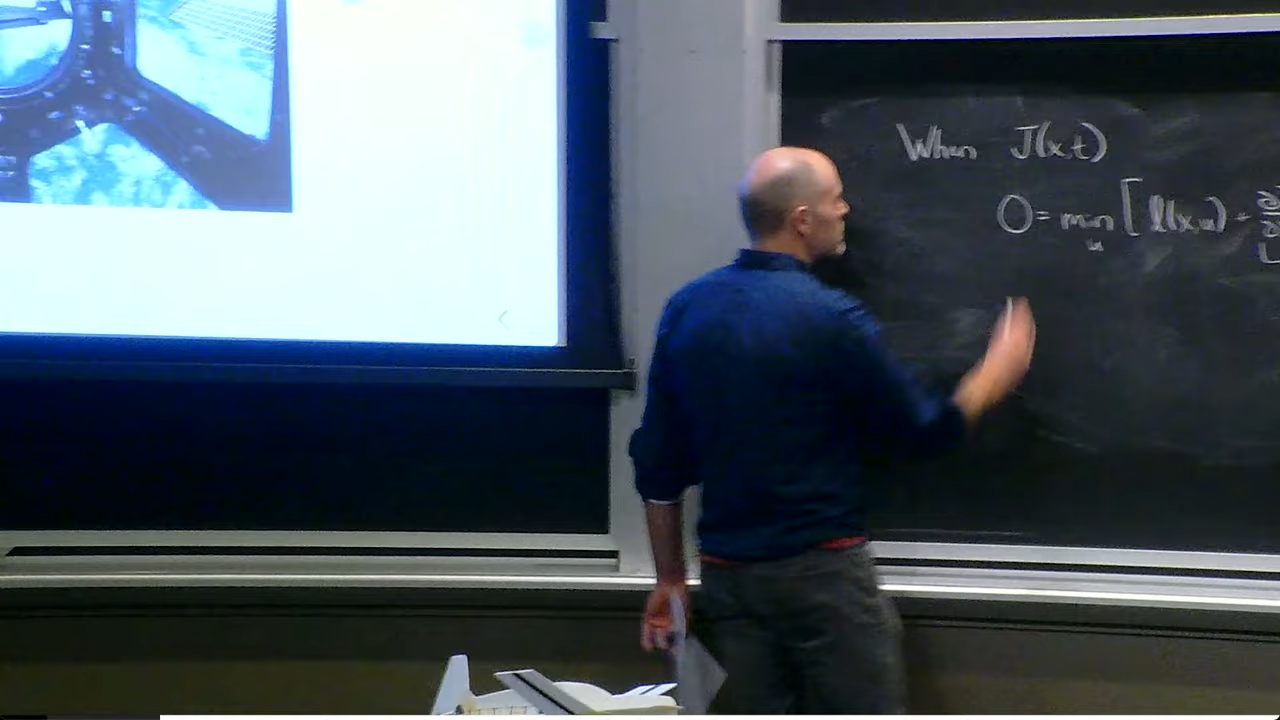 When J(x,t)
0 = min [ l(x,u) + ∂
u ∂